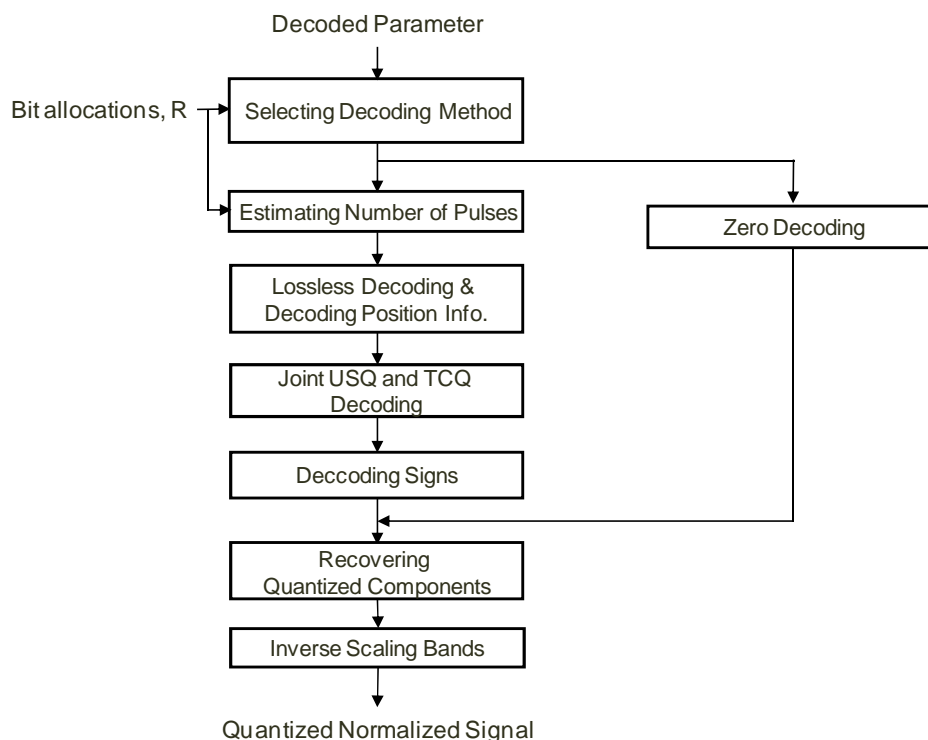 Decoded Parameter
Bit allocations, R
Selecting Decoding Method
Estimating Number of Pulses
Zero Decoding
Lossless Decoding &
Decoding Position Info.
Joint USQ and TCQ
Decoding
Deccoding Signs
Recovering
Quantized Components
Inverse Scaling Bands
Quantized Normalized Signal